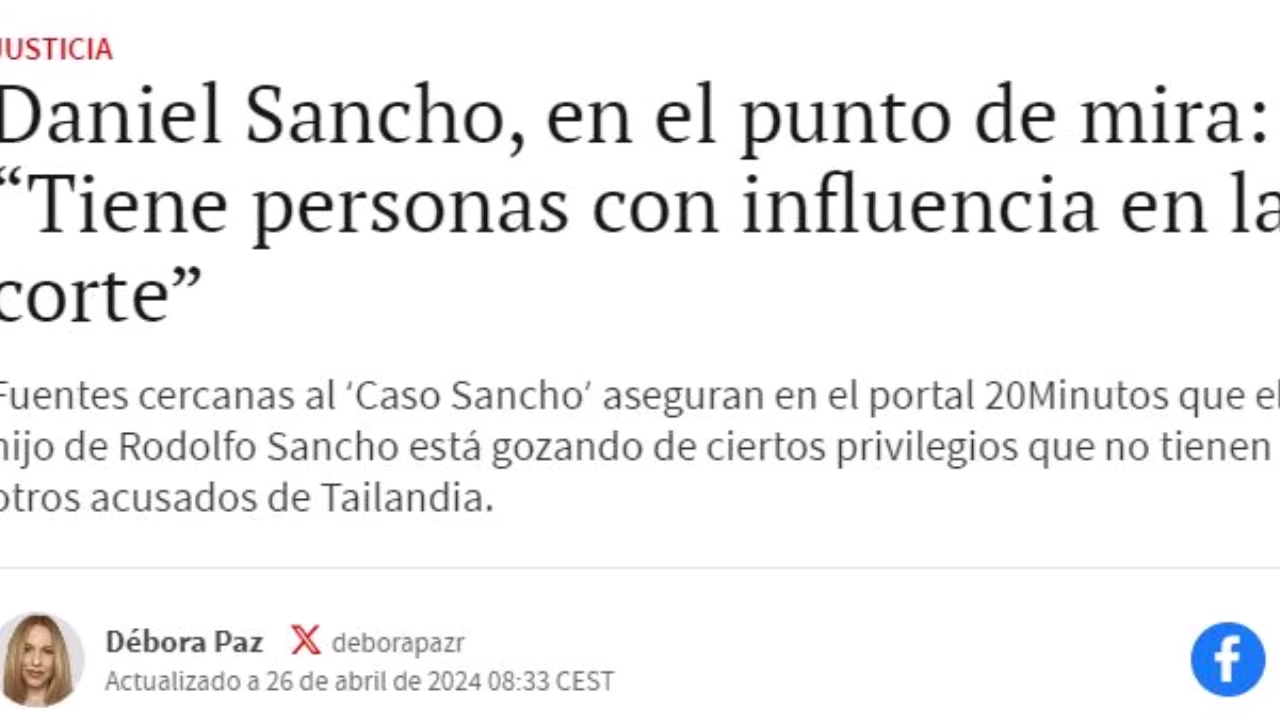 JUSTICIA
Daniel Sancho, en el punto de mira:
“Tiene personas con influencia en la
corte”
Fuentes cercanas al ‘Caso Sancho’ aseguran en el portal 20Minutos que el
hijo de Rodolfo Sancho está gozando de ciertos privilegios que no tienen
otros acusados de Tailandia.
Débora Paz deborapazr
Actualizado a 26 de abril de 2024 08:33 CEST